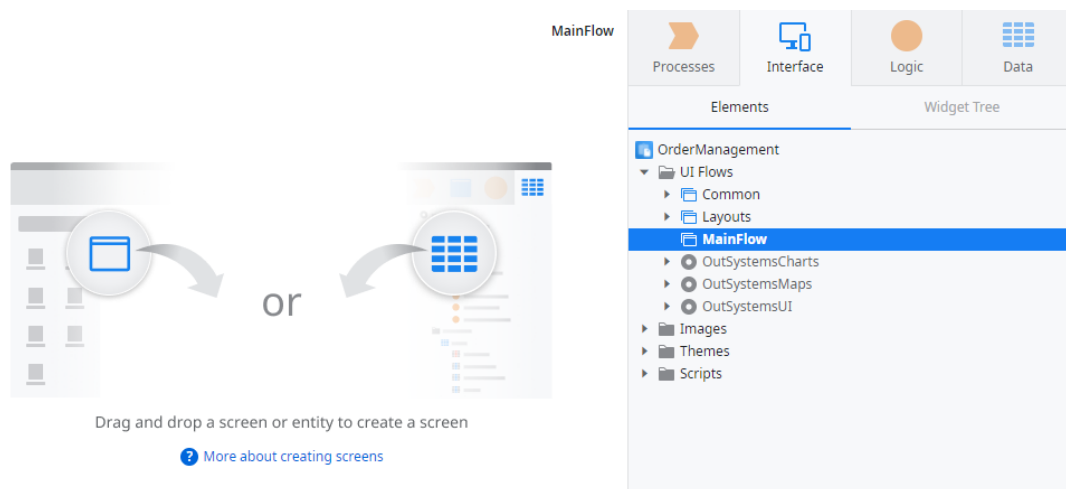 MainFlow
Processes
Interface
Logic
Data
Elements
Widget Tree
OrderManagement
UI Flows
Common
Layouts
MainFlow
OutSystemsCharts
OutSystemsMaps
OutSystemsUI
Images
Themes
Scripts
or
Drag and drop a screen or entity to create a screen
? More about creating screens